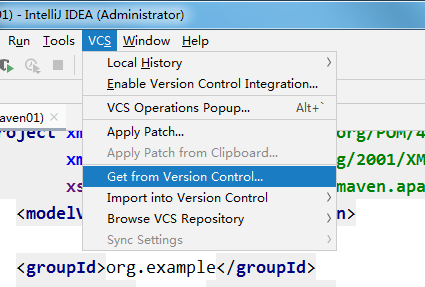 01) - IntelliJ IDEA (Administrator)
Run Tools VCS Window Help
Local History
Enable Version Control Integration...
VCS Operations Popup... Alt+`
aven01)
Apply Patch...
roject xm org/POM/4
Apply Patch from Clipboard...
xm g/2001/XM
Get from Version Control...
xs maven.apa
Import into Version Control
<modelV n>
Browse VCS Repository
Sync Settings
<groupId>org.example</groupId>